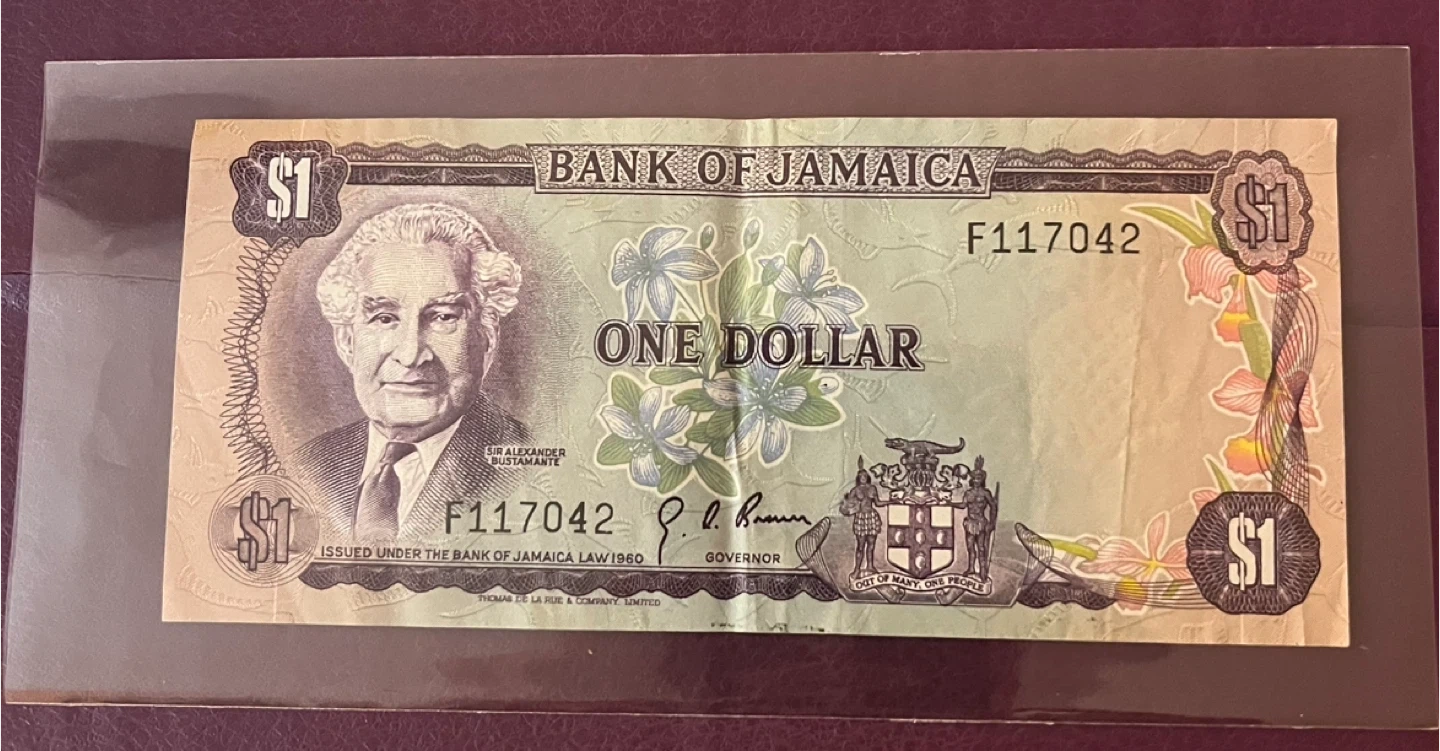 $1
BANK OF JAMAICA
$1
F117042
ONE DOLLAR
SIR ALEXANDER
BUSTAMANTE
F117042
$1
ISSUED UNDER THE BANK OF JAMAICA LAW 1960
GOVERNOR
OUT OF MANY, ONE PEOPLE
$1
THOMAS DE LA RUE & COMPANY, LIMITED